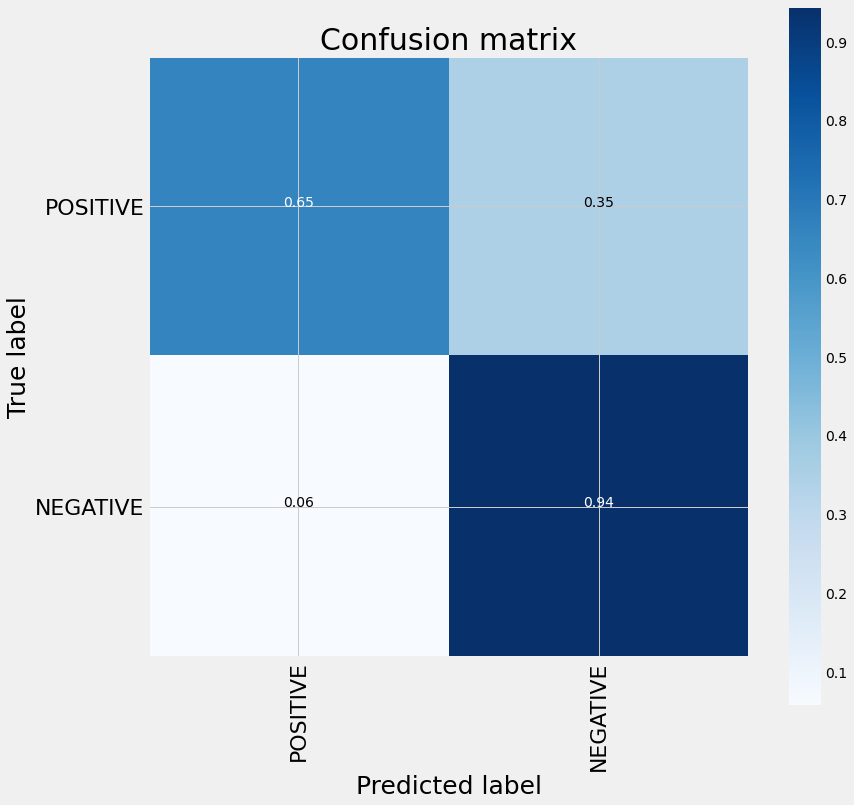 Confusion matrix
True label
POSITIVE
0.65
0.35
NEGATIVE
0.06
0.94
POSITIVE
NEGATIVE
Predicted label
0.9
0.8
0.7
0.6
0.5
0.4
0.3
0.2
0.1